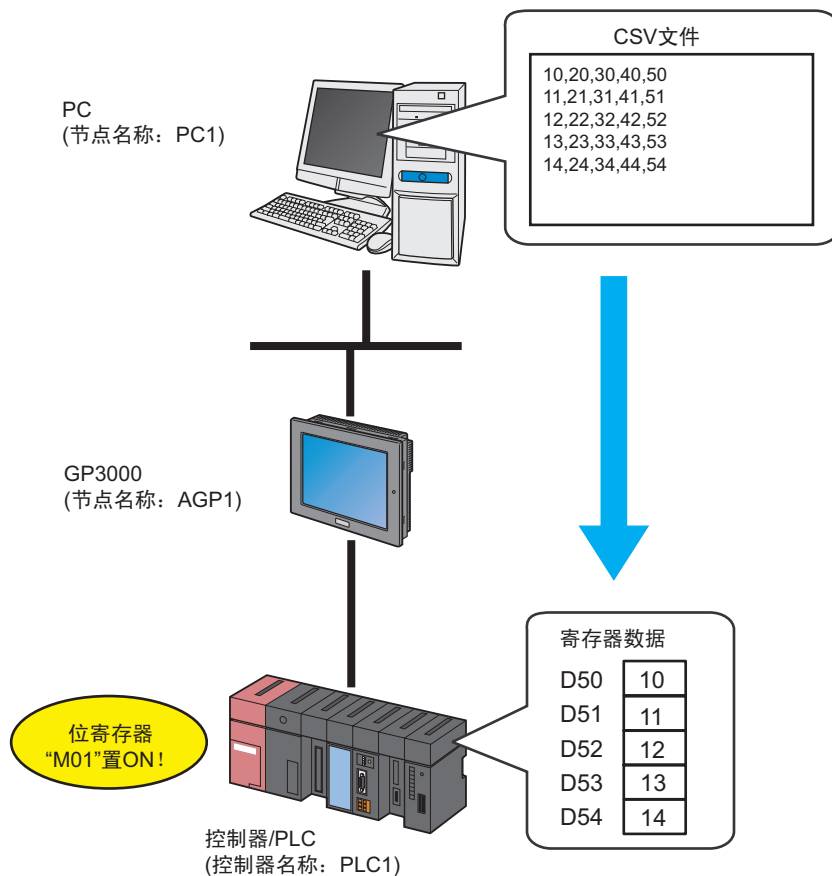 CSV文件
10,20,30,40,50
11,21,31,41,51
12,22,32,42,52
13,23,33,43,53
14,24,34,44,54
PC
(节点名称：PC1)
GP3000
(节点名称：AGP1)
寄存器数据
D50 10
D51 11
D52 12
D53 13
D54 14
位寄存器
“M01”置ON！
控制器/PLC
(控制器名称：PLC1)